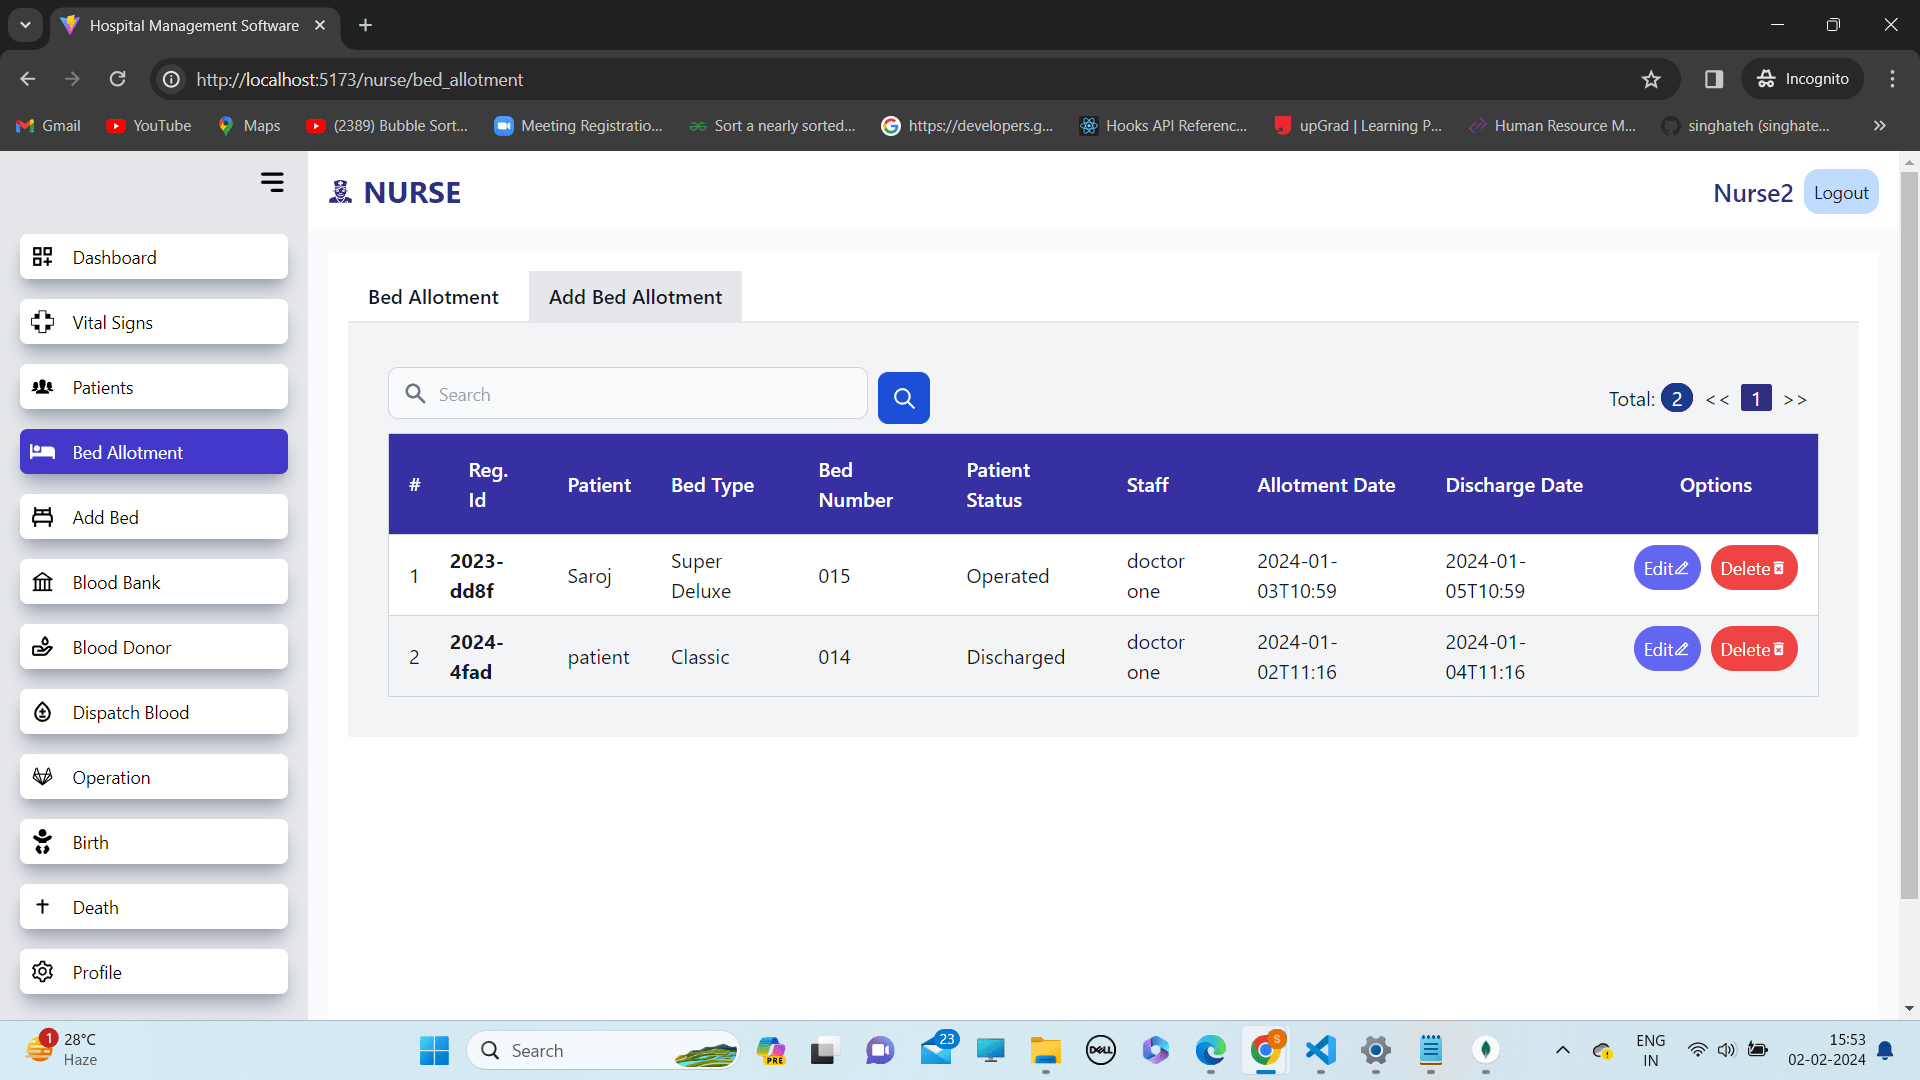 Hospital Management Software
http://localhost:5173/nurse/bed_allotment
Incognito
Gmail
YouTube
Maps
(2389) Bubble Sort...
Meeting Registratio...
Sort a nearly sorted...
https://developers.g...
Hooks API Referenc...
upGrad | Learning P...
Human Resource M...
singhateh (singhate...
NURSE
Nurse2
Logout
Dashboard
Vital Signs
Patients
Bed Allotment
Add Bed
Blood Bank
Blood Donor
Dispatch Blood
Operation
Birth
Death
Profile
Bed Allotment
Add Bed Allotment
Search
Total: 2 << 1 >>
# Reg. Id Patient Bed Type Bed Number Patient Status Staff Allotment Date Discharge Date Options
1 2023-dd8f Saroj Super Deluxe 015 Operated doctor one 2024-01-03T10:59 2024-01-05T10:59 Edit Delete
2 2024-4fad patient Classic 014 Discharged doctor one 2024-01-02T11:16 2024-01-04T11:16 Edit Delete
1
28°C
Haze
Search
PRE
23
DELL
S
ENG
IN
15:53
02-02-2024